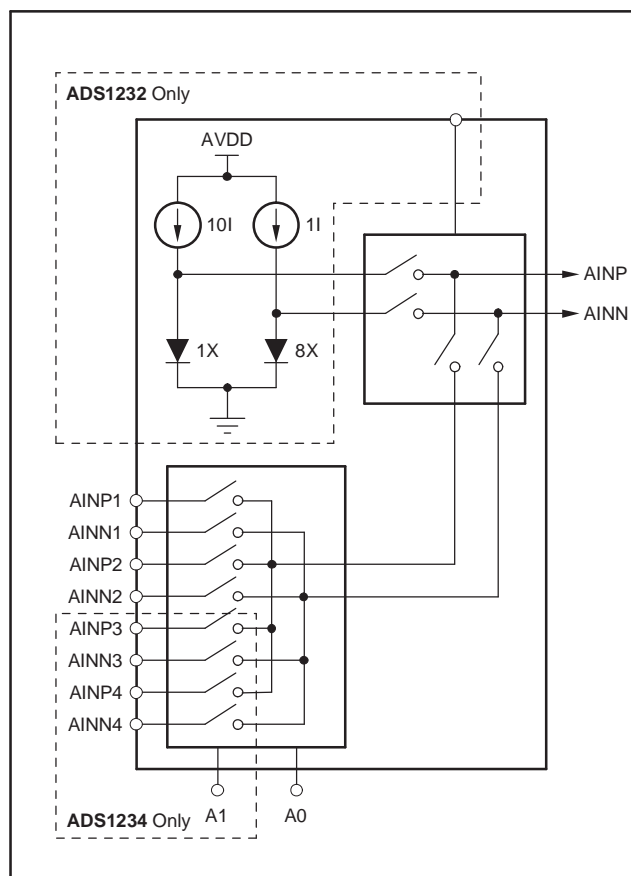 ADS1232 Only
AVDD
10I
1I
AINP
AINN
1X
8X
AINP1
AINN1
AINP2
AINN2
AINP3
AINN3
AINP4
AINN4
A1
A0
ADS1234 Only